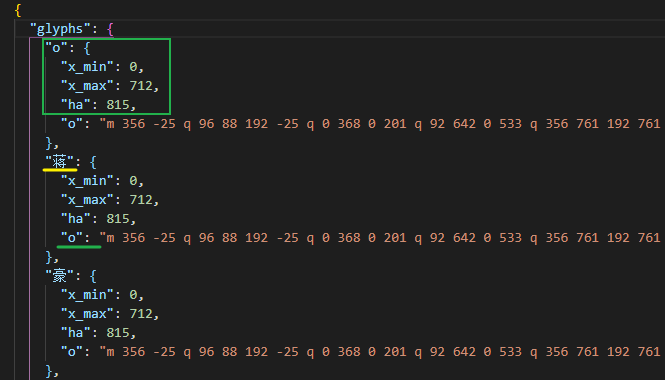 {
"glyphs": {
"o": {
"x_min": 0,
"x_max": 712,
"ha": 815,
"o": "m 356 -25 q 96 88 192 -25 q 0 368 0 201 q 92 642 0 533 q 356 761 192 761
},
"蒋": {
"x_min": 0,
"x_max": 712,
"ha": 815,
"o": "m 356 -25 q 96 88 192 -25 q 0 368 0 201 q 92 642 0 533 q 356 761 192 761
},
"豪": {
"x_min": 0,
"x_max": 712,
"ha": 815,
"o": "m 356 -25 q 96 88 192 -25 q 0 368 0 201 q 92 642 0 533 q 356 761 192 761
},